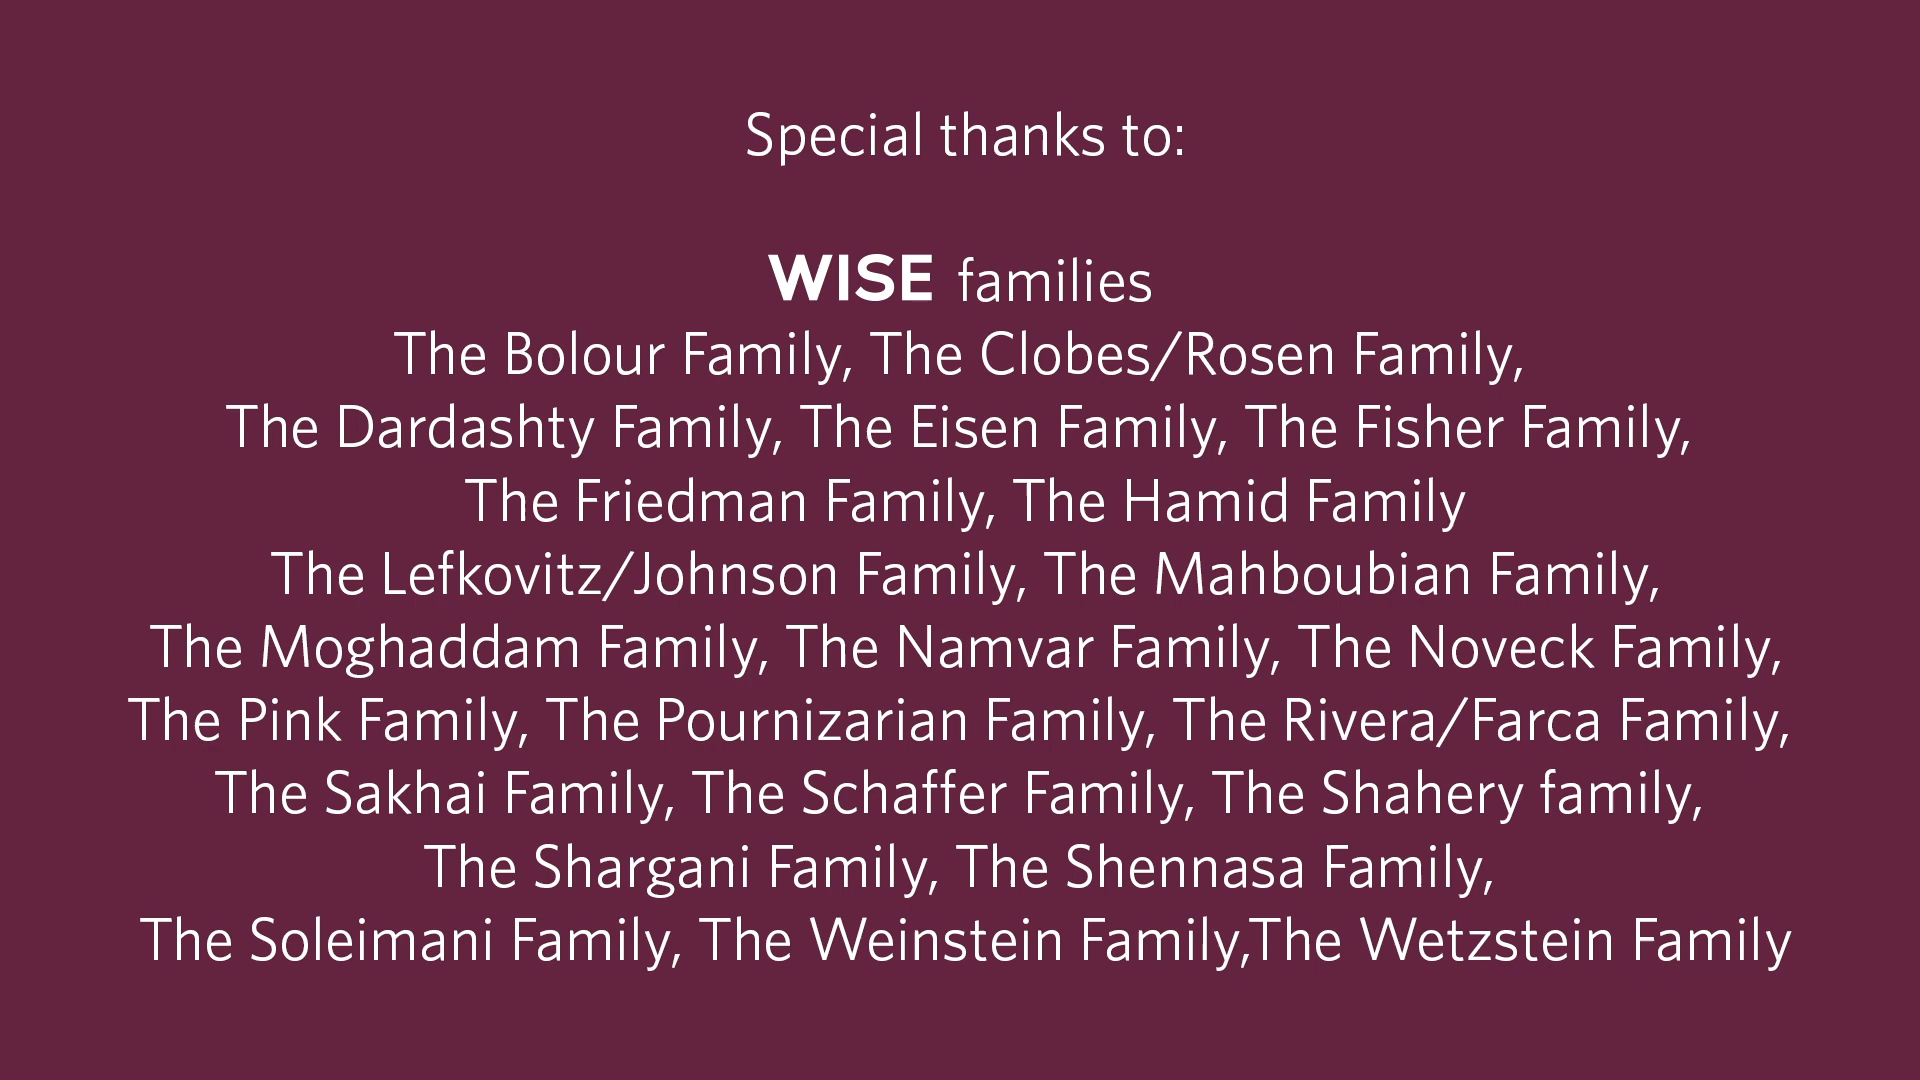 Special thanks to:
WISE families
The Bolour Family, The Clobes/Rosen Family,
The Dardashty Family, The Eisen Family, The Fisher Family,
The Friedman Family, The Hamid Family
The Lefkovitz/Johnson Family, The Mahboubian Family,
The Moghaddam Family, The Namvar Family, The Noveck Family,
The Pink Family, The Pournizarian Family, The Rivera/Farca Family,
The Sakhai Family, The Schaffer Family, The Shahery family,
The Shargani Family, The Shennasa Family,
The Soleimani Family, The Weinstein Family,The Wetzstein Family